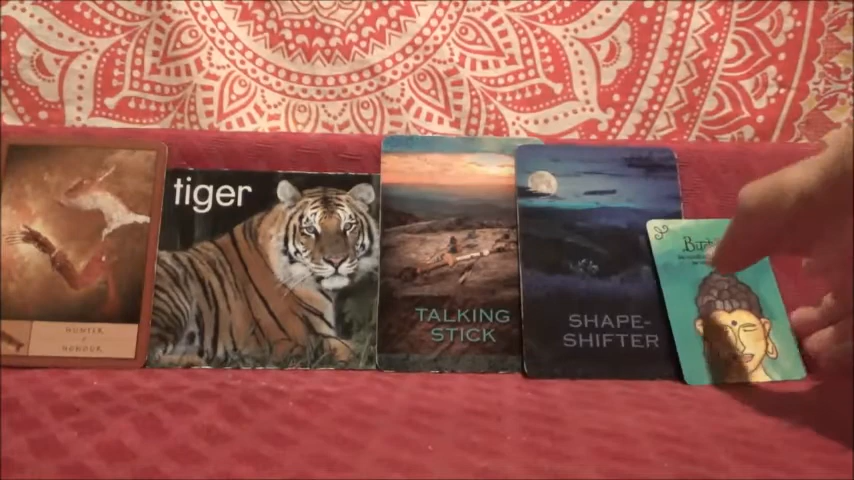 HUNTER
tiger
TALKING
STICK
SHAPE-
SHIFTER